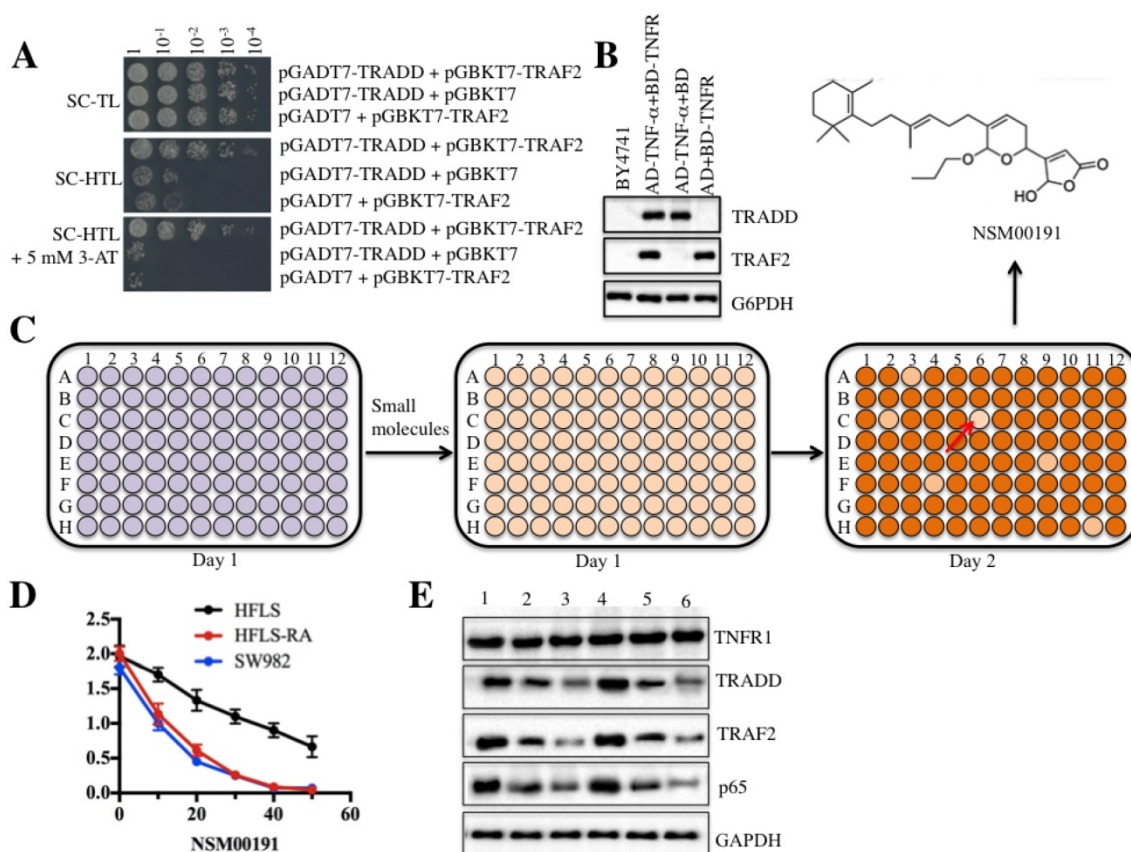 A
1 10-1 10-2 10-3 10-4
SC-TL
pGADT7-TRADD + pGBKT7-TRAF2
pGADT7-TRADD + pGBKT7
pGADT7 + pGBKT7-TRAF2
SC-HTL
pGADT7-TRADD + pGBKT7-TRAF2
pGADT7-TRADD + pGBKT7
pGADT7 + pGBKT7-TRAF2
SC-HTL
+ 5 mM 3-AT
pGADT7-TRADD + pGBKT7-TRAF2
pGADT7-TRADD + pGBKT7
pGADT7 + pGBKT7-TRAF2
B
BY4741
AD-TNF-α+BD-TNFR
AD-TNF-α+BD
AD+BD-TNFR
TRADD
TRAF2
G6PDH
O
O
O
O
HO
NSM00191
C
1 2 3 4 5 6 7 8 9 10 11 12
A
B
C
D
E
F
G
H
Day 1
Small
molecules
1 2 3 4 5 6 7 8 9 10 11 12
A
B
C
D
E
F
G
H
Day 1
1 2 3 4 5 6 7 8 9 10 11 12
A
B
C
D
E
F
G
H
Day 2
D
2.5
2.0
1.5
1.0
0.5
0.0
0 20 40 60
HFLS
HFLS-RA
SW982
NSM00191
E
1 2 3 4 5 6
TNFR1
TRADD
TRAF2
p65
GAPDH